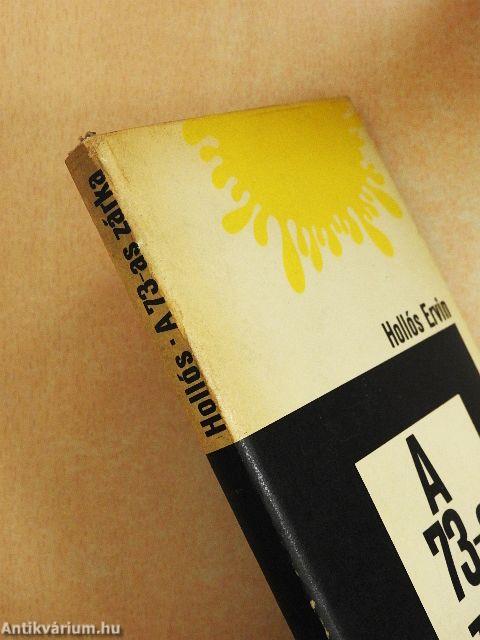 Hollós · A 73-as zárka
Hollós Ervin
A
73-
Antikvárium.hu